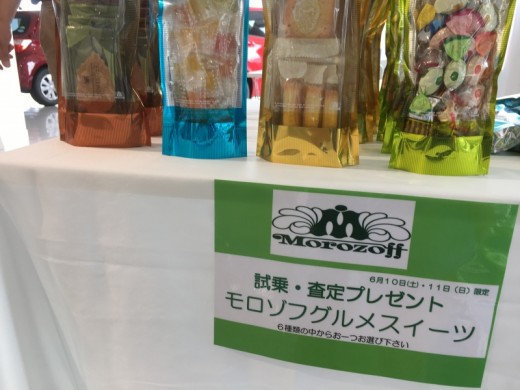 Morozoff
6月10日(土)・11日(日)限定
試乗・査定プレゼント
モロゾフグルメスイーツ
6種類の中からお一つお選び下さい